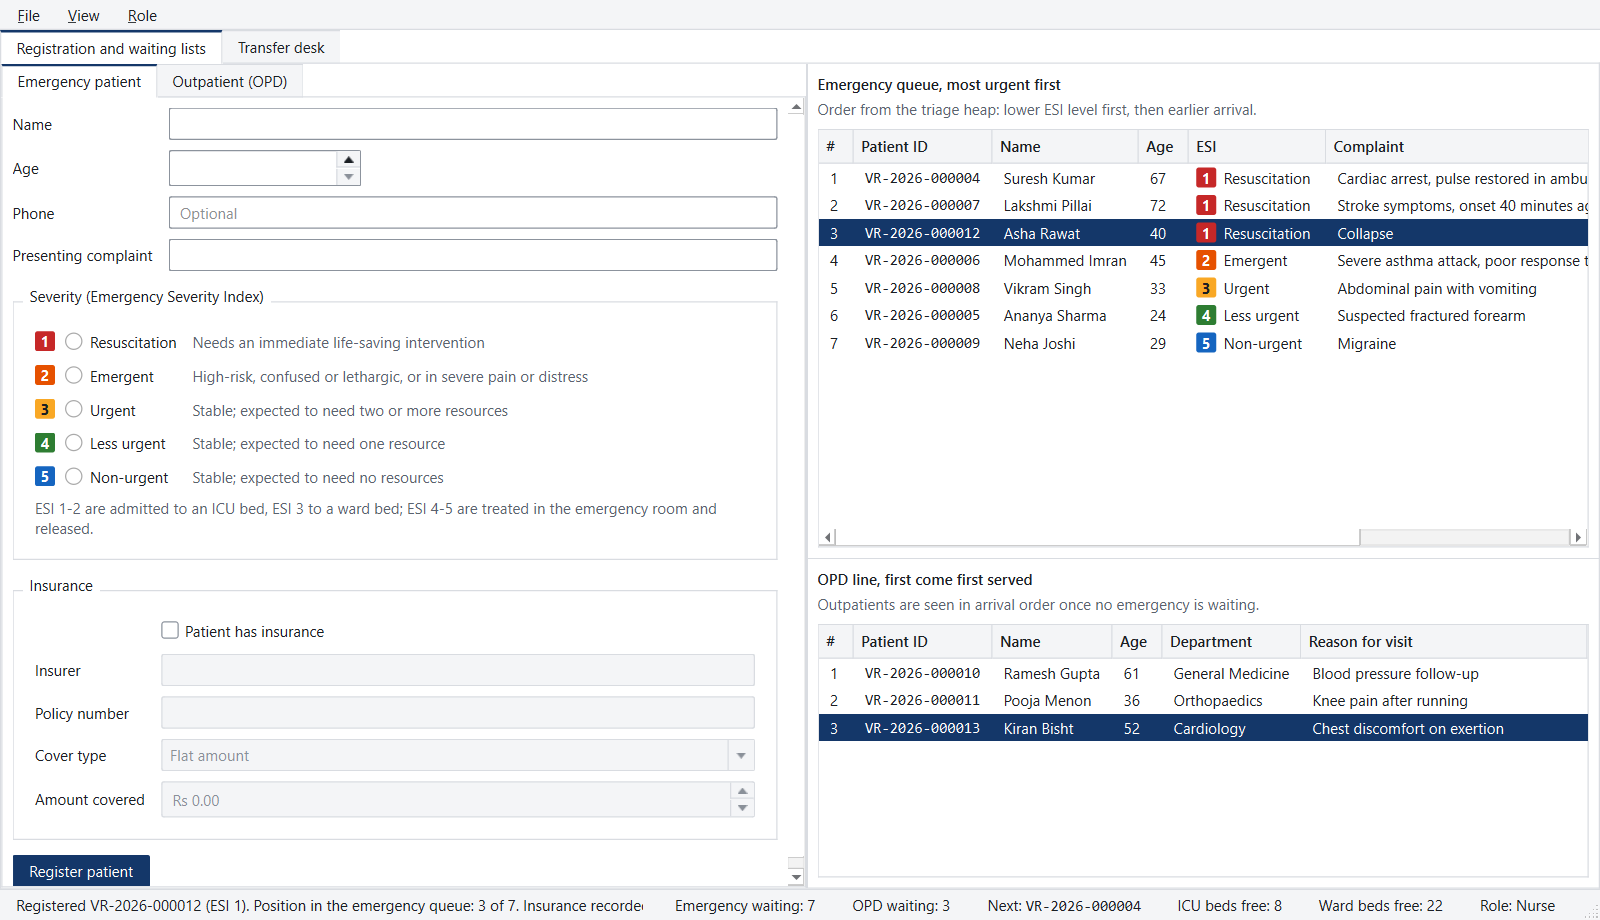 File View Role
Registration and waiting lists Transfer desk
Emergency patient Outpatient (OPD)
Name
Age
Phone Optional
Presenting complaint
Severity (Emergency Severity Index)
1 Resuscitation Needs an immediate life-saving intervention
2 Emergent High-risk, confused or lethargic, or in severe pain or distress
3 Urgent Stable; expected to need two or more resources
4 Less urgent Stable; expected to need one resource
5 Non-urgent Stable; expected to need no resources
ESI 1-2 are admitted to an ICU bed, ESI 3 to a ward bed; ESI 4-5 are treated in the emergency room and
released.
Insurance
Patient has insurance
Insurer
Policy number
Cover type Flat amount
Amount covered Rs 0.00
Register patient
Emergency queue, most urgent first
Order from the triage heap: lower ESI level first, then earlier arrival.
# Patient ID Name Age ESI Complaint
1 VR-2026-000004 Suresh Kumar 67 1 Resuscitation Cardiac arrest, pulse restored in ambu
2 VR-2026-000007 Lakshmi Pillai 72 1 Resuscitation Stroke symptoms, onset 40 minutes ag
3 VR-2026-000012 Asha Rawat 40 1 Resuscitation Collapse
4 VR-2026-000006 Mohammed Imran 45 2 Emergent Severe asthma attack, poor response t
5 VR-2026-000008 Vikram Singh 33 3 Urgent Abdominal pain with vomiting
6 VR-2026-000005 Ananya Sharma 24 4 Less urgent Suspected fractured forearm
7 VR-2026-000009 Neha Joshi 29 5 Non-urgent Migraine
OPD line, first come first served
Outpatients are seen in arrival order once no emergency is waiting.
# Patient ID Name Age Department Reason for visit
1 VR-2026-000010 Ramesh Gupta 61 General Medicine Blood pressure follow-up
2 VR-2026-000011 Pooja Menon 36 Orthopaedics Knee pain after running
3 VR-2026-000013 Kiran Bisht 52 Cardiology Chest discomfort on exertion
Registered VR-2026-000012 (ESI 1). Position in the emergency queue: 3 of 7. Insurance recorded Emergency waiting: 7 OPD waiting: 3 Next: VR-2026-000004 ICU beds free: 8 Ward beds free: 22 Role: Nurse